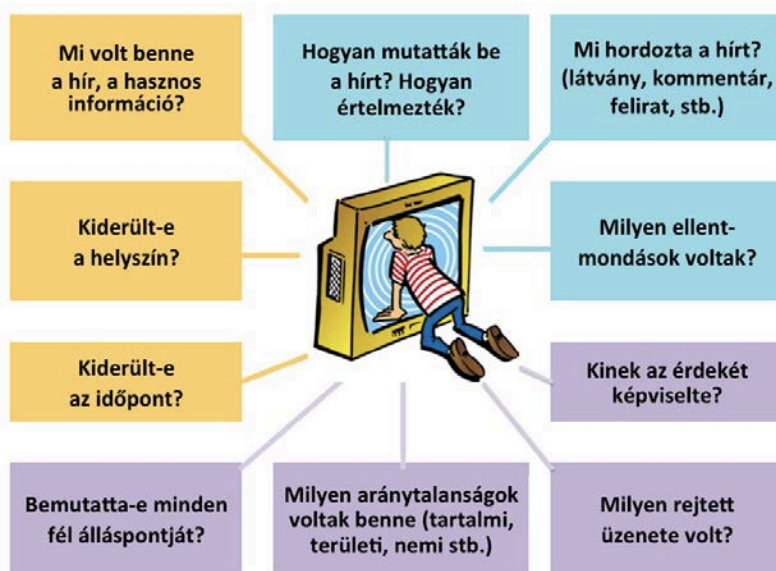 Mi volt benne
a hír, a hasznos
információ?
Hogyan mutatták be
a hírt? Hogyan
értelmezték?
Mi hordozta a hírt?
(látvány, kommentár,
felirat, stb.)
Kiderült-e
a helyszín?
Milyen ellent-
mondások voltak?
Kiderült-e
az időpont?
Kinek az érdekét
képviselte?
Bemutatta-e minden
fél álláspontját?
Milyen aránytalanságok
voltak benne (tartalmi,
területi, nemi stb.)
Milyen rejtett
üzenete volt?